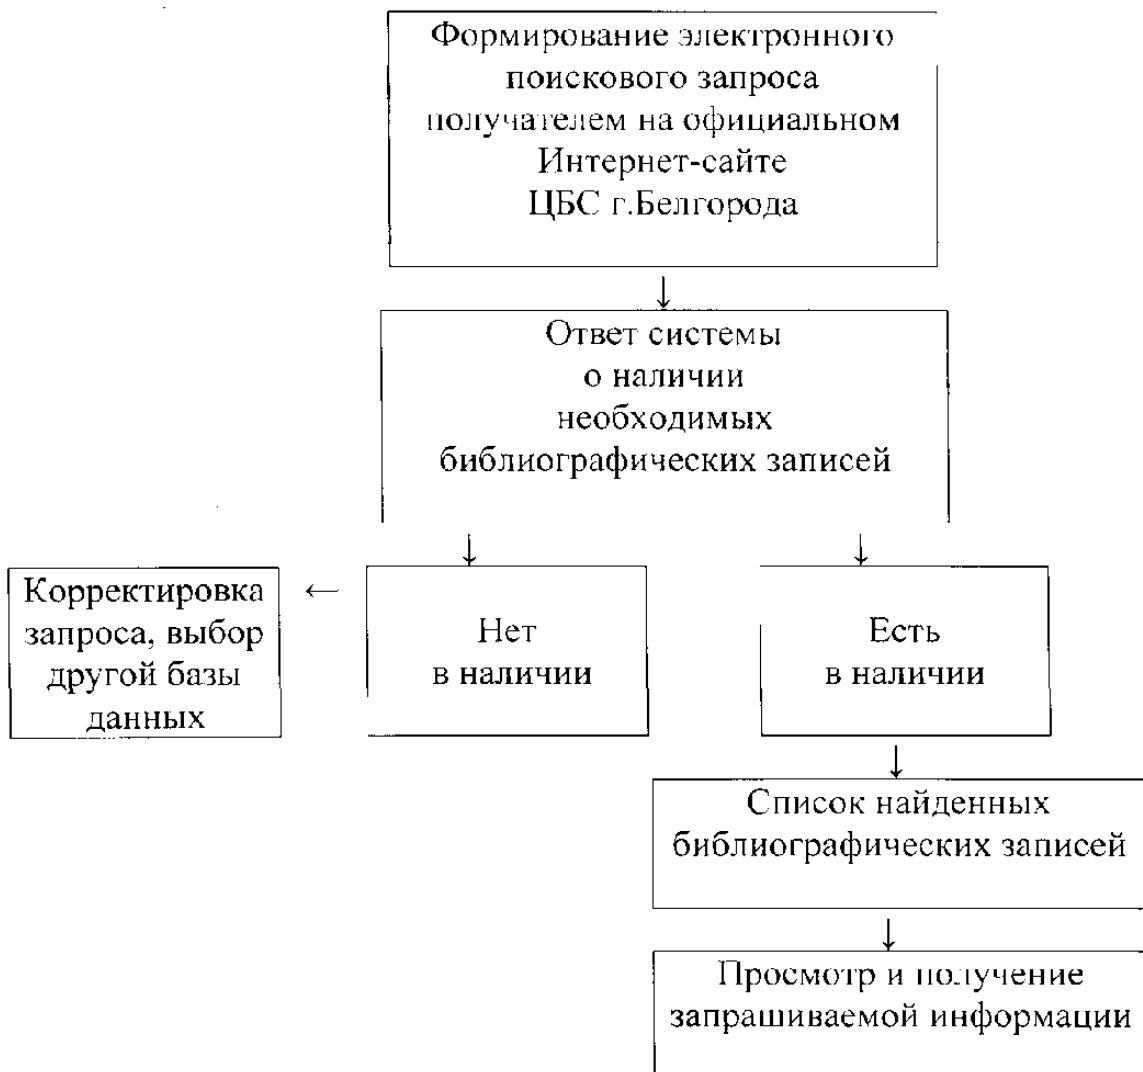 Формирование электронного
поискового запроса
получателем на официальном
Интернет-сайте
ЦБС г.Белгорода
↓
Ответ системы
о наличии
необходимых
библиографических записей
↓ ↓
Корректировка
запроса, выбор
другой базы
данных
←
Нет
в наличии
Есть
в наличии
↓
Список найденных
библиографических записей
↓
Просмотр и получение
запрашиваемой информации